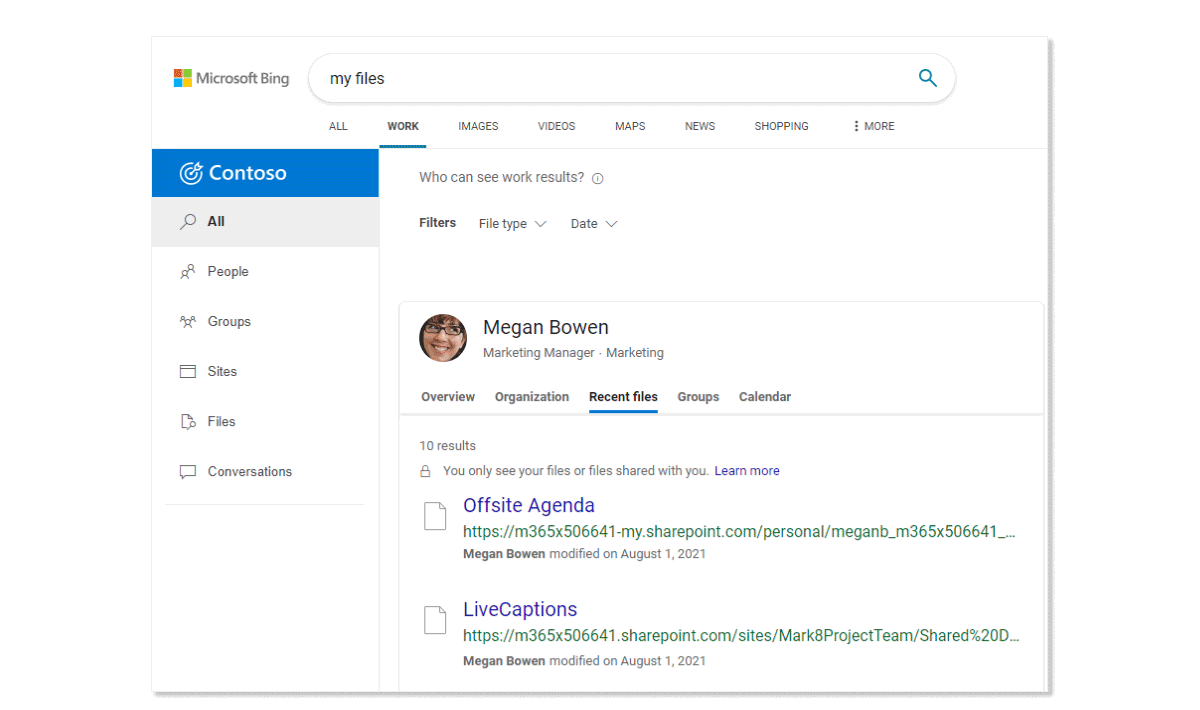 Microsoft Bing
my files
ALL WORK IMAGES VIDEOS MAPS NEWS SHOPPING MORE
Contoso
All
People
Groups
Sites
Files
Conversations
Who can see work results?
Filters File type Date
Megan Bowen
Marketing Manager · Marketing
Overview Organization Recent files Groups Calendar
10 results
You only see your files or files shared with you. Learn more
Offsite Agenda
https://m365x506641-my.sharepoint.com/personal/meganb_m365x506641_...
Megan Bowen modified on August 1, 2021
LiveCaptions
https://m365x506641.sharepoint.com/sites/Mark8ProjectTeam/Shared%20D...
Megan Bowen modified on August 1, 2021